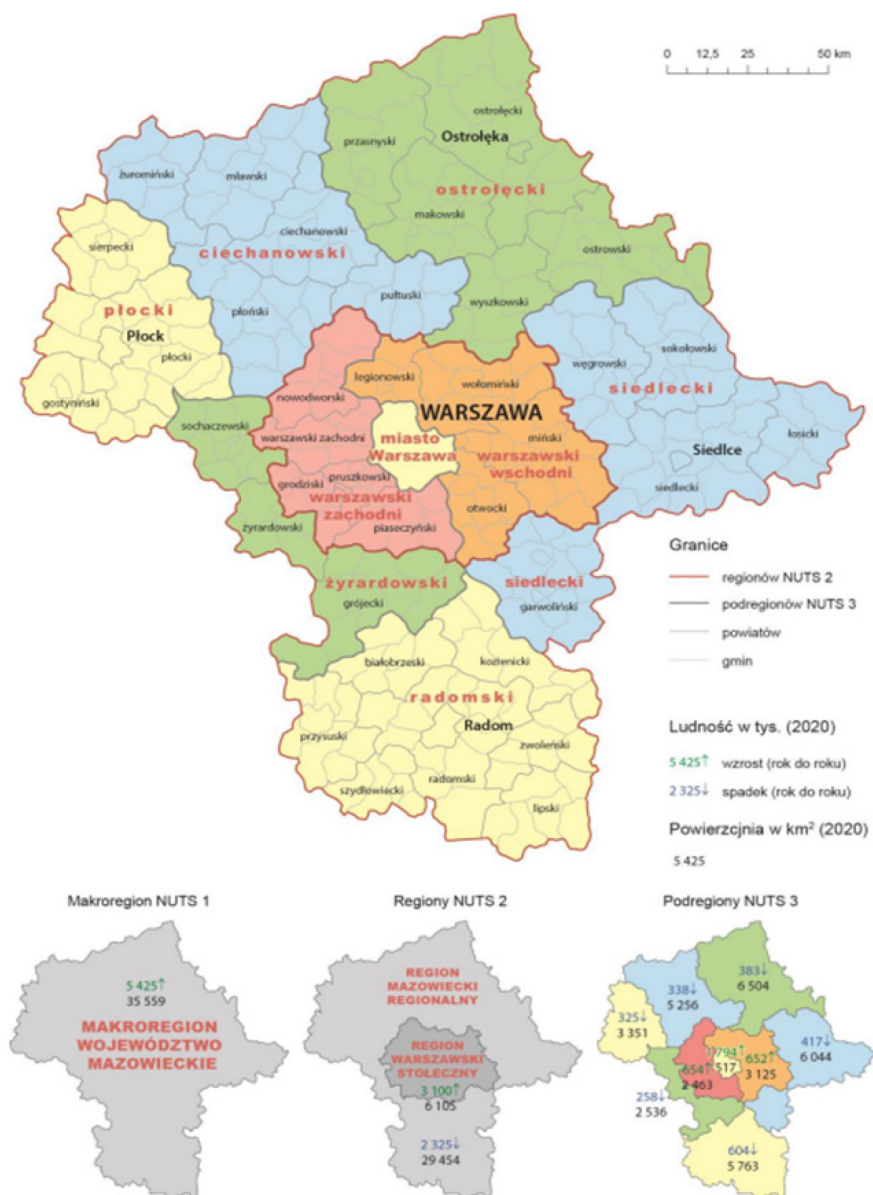 0 12,5 25 50 km
ostrołęcki
Ostrołęka
przasnyski
żuromiński
mławski
ostrołęcki
makowski
ciechanowski
ciechanowski
sierpecki
ostrowski
pułtuski
wyszkowski
płocki
płoński
Płock
płocki
sokołowski
węgrowski
legionowski
wołomiński
siedlecki
nowodworski
gostyniński
WARSZAWA
sochaczewski
warszawski zachodni
miasto
Warszawa
miński
łosicki
Siedlce
warszawski
wschodni
grodziski
pruszkowski
siedlecki
warszawski
zachodni
otwocki
żyrardowski
piaseczyński
żyrardowski
siedlecki
grójecki
garwoliński
białobrzeski
kozienicki
radomski
Radom
przysuski
zwoleński
radomski
szydłowiecki
lipski
Granice
regionów NUTS 2
podregionów NUTS 3
powiatów
gmin
Ludność w tys. (2020)
5 425↑ wzrost (rok do roku)
2 325↓ spadek (rok do roku)
Powierzcjnia w km² (2020)
5 425
Makroregion NUTS 1
5 425↑
35 559
MAKROREGION
WOJEWÓDZTWO
MAZOWIECKIE
Regiony NUTS 2
REGION
MAZOWIECKI
REGIONALNY
REGION
WARSZAWSKI
STOŁECZNY
3 100↑
6 105
2 325↓
29 454
Podregiony NUTS 3
383↓
6 504
338↓
5 256
325↓
3 351
417↓
6 044
1 794↑
517
652↑
3 125
654↑
2 463
258↓
2 536
604↓
5 763